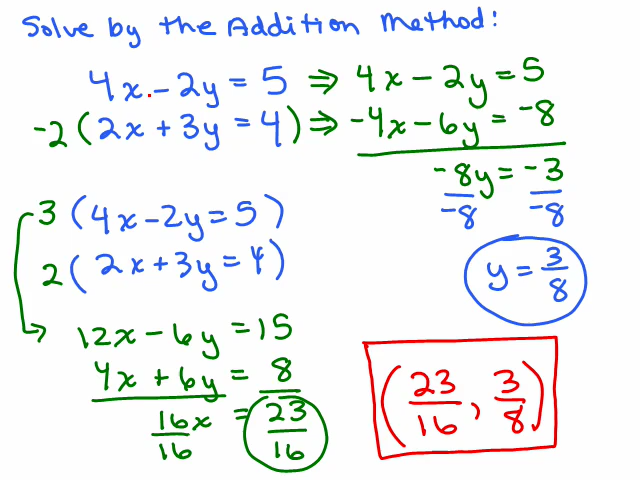 Solve by the Addition Method:
4x - 2y = 5 ⇒ 4x - 2y = 5
-2 ( 2x + 3y = 4 ) ⇒ -4x - 6y = -8
-8y = -3
-8 -8
y = 3/8
3 ( 4x - 2y = 5 )
2 ( 2x + 3y = 4 )
12x - 6y = 15
4x + 6y = 8
16x = 23
16 16
( 23/16 , 3/8 )